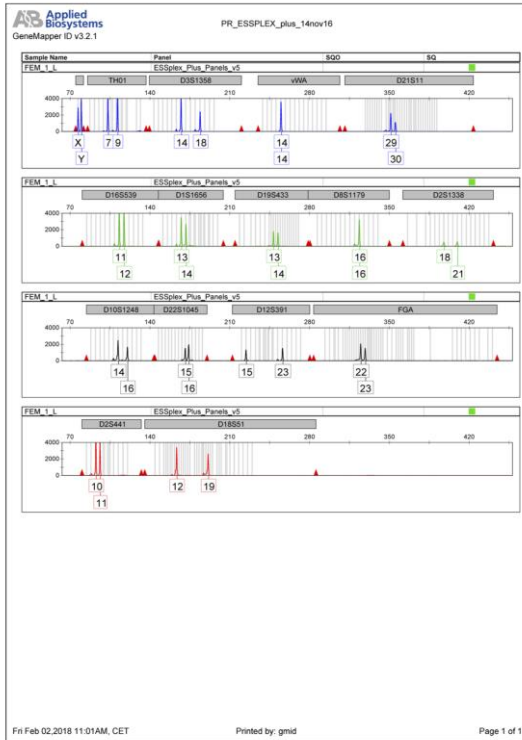 AB Applied Biosystems
GeneMapper ID v3.2.1
PR_ESSPLEX_plus_14nov16
Sample Name Panel SQO SQ
FEM_1_L ESSplex_Plus_Panels_v5
TH01 D3S1358 vWA D21S11
70 140 210 280 350 420
4000
2000
0
X 7 9 14 18 14 29
Y 14 30
FEM_1_L ESSplex_Plus_Panels_v5
D16S539 D1S1656 D19S433 D8S1179 D2S1338
70 140 210 280 350 420
4000
2000
0
11 13 13 16 18
12 14 14 16 21
FEM_1_L ESSplex_Plus_Panels_v5
D10S1248 D22S1045 D12S391 FGA
70 140 210 280 350 420
4000
2000
0
14 15 15 23 22
16 16 23
FEM_1_L ESSplex_Plus_Panels_v5
D2S441 D18S51
70 140 210 280 350 420
4000
2000
0
10 12 19
11
Fri Feb 02,2018 11:01AM, CET Printed by: gmid Page 1 of 1